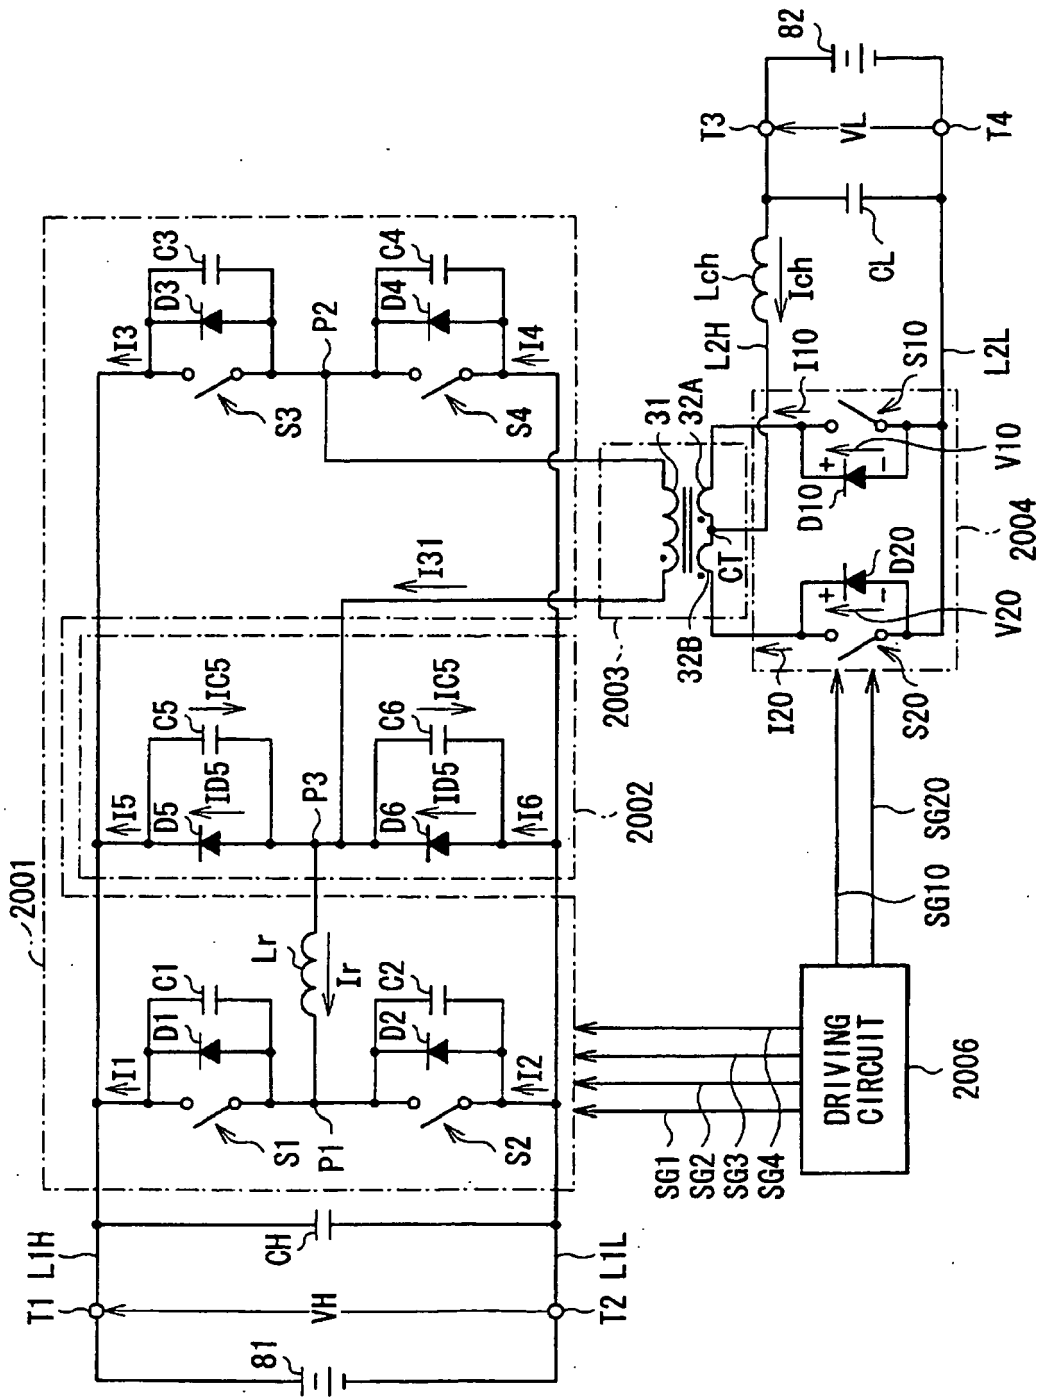 2001
T1
L1H
I1
D1
C1
I5
D5
C5
ID5
IC5
I3
D3
C3
81
VH
CH
S1
P1
Lr
Ir
P3
S3
P2
D2
C2
D6
C6
ID5
IC5
D4
C4
S2
I2
I6
2002
S4
I4
T2
L1L
I31
SG1
SG2
SG3
SG4
2003
31
32A
32B
CT
L2H
Lch
Ich
T3
82
VL
CL
T4
I20
I10
D10
V10
+
-
D20
V20
+
-
S20
S10
L2L
2004
SG10
SG20
DRIVING
CIRCUIT
2006